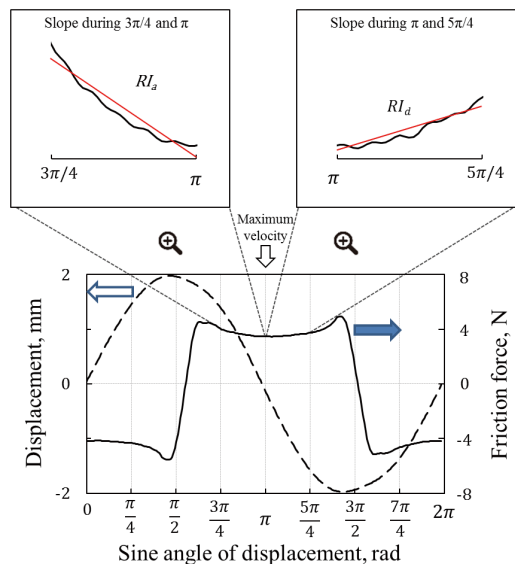 Slope during 3π/4 and π
Slope during π and 5π/4
RI_a
RI_d
3π/4
π
π
5π/4
Maximum
velocity
Displacement, mm
2
0
-2
Friction force, N
8
4
0
-4
-8
0 π/4 π/2 3π/4 π 5π/4 3π/2 7π/4 2π
Sine angle of displacement, rad